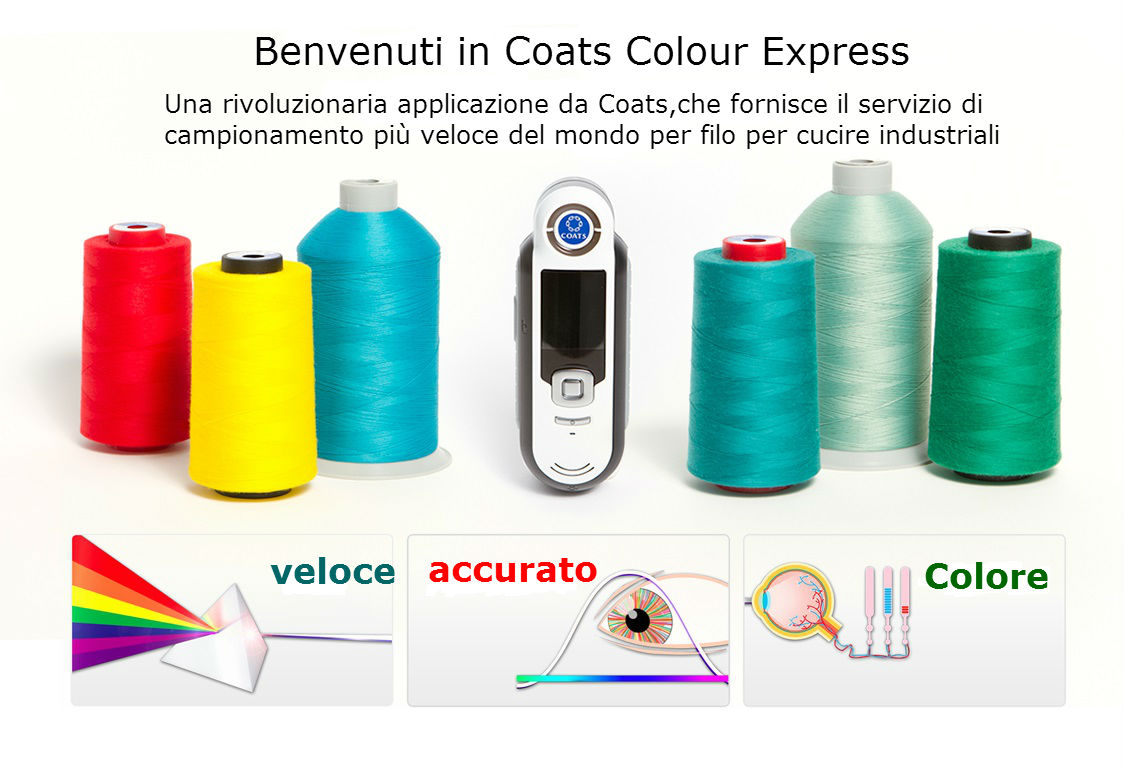 Benvenuti in Coats Colour Express
Una rivoluzionaria applicazione da Coats,che fornisce il servizio di
campionamento più veloce del mondo per filo per cucire industriali
COATS
veloce
accurato
Colore